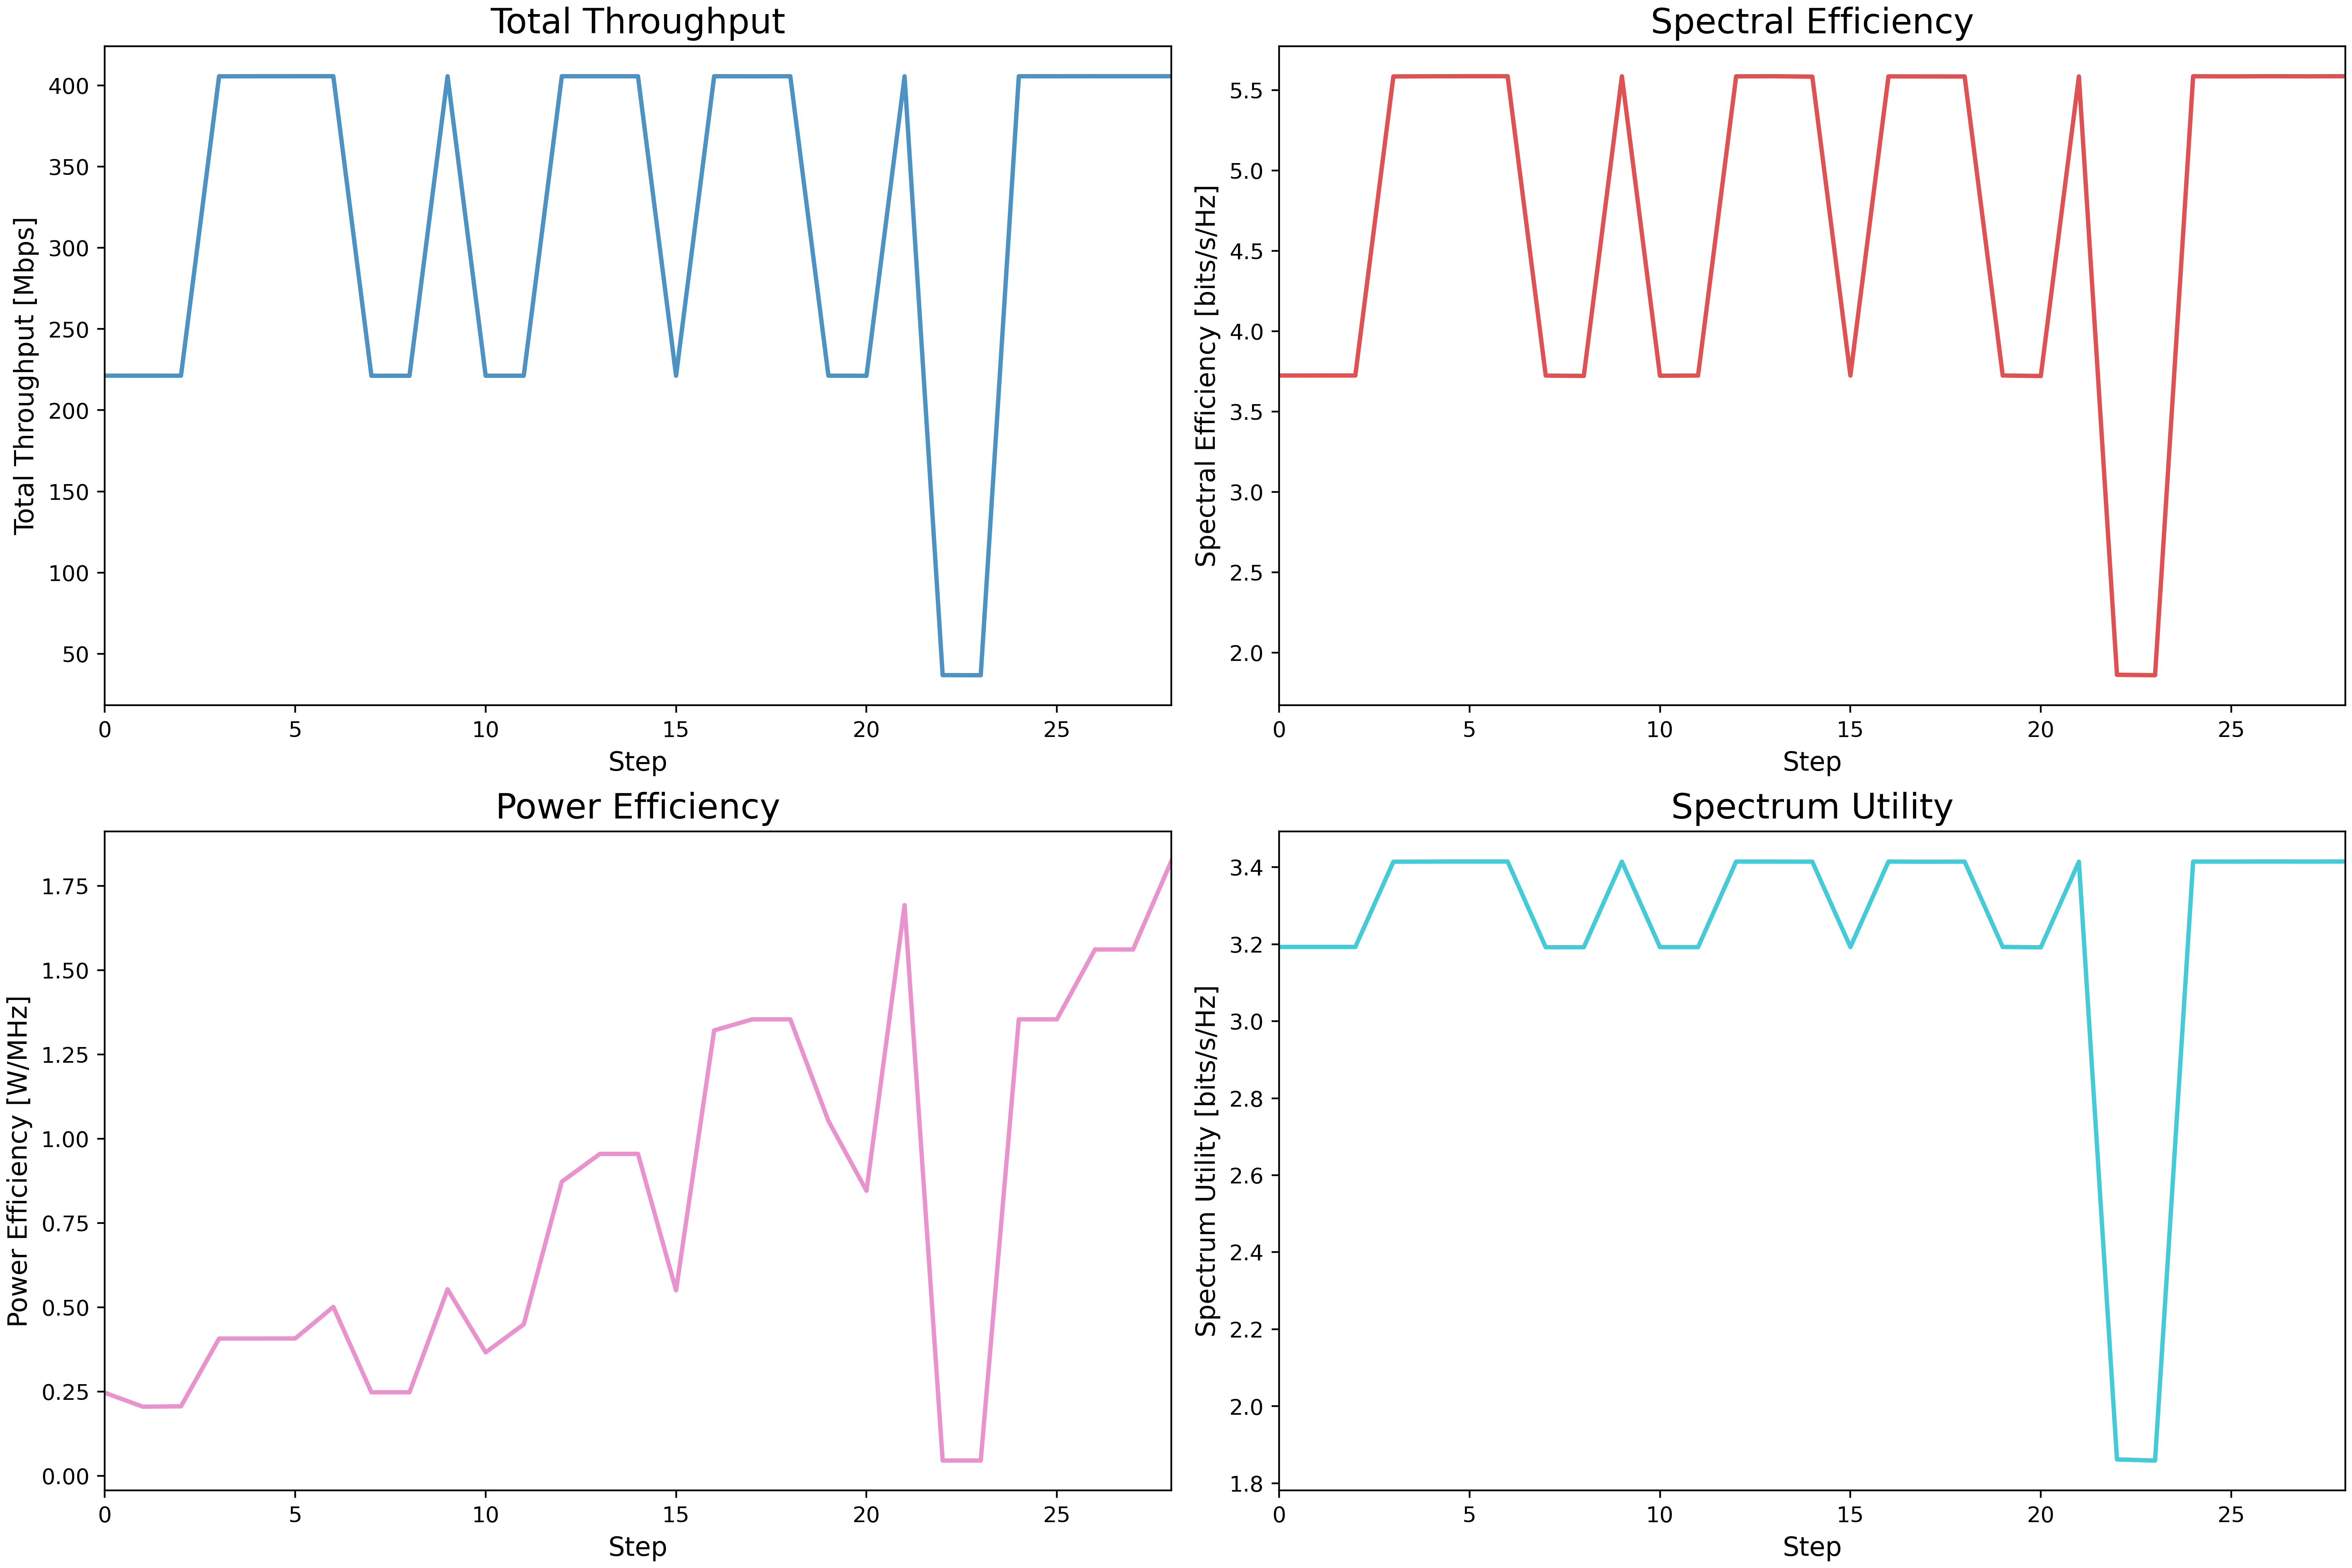 Total Throughput
Total Throughput [Mbps]
400
350
300
250
200
150
100
50
0 5 10 15 20 25
Step
Spectral Efficiency
Spectral Efficiency [bits/s/Hz]
5.5
5.0
4.5
4.0
3.5
3.0
2.5
2.0
0 5 10 15 20 25
Step
Power Efficiency
Power Efficiency [W/MHz]
1.75
1.50
1.25
1.00
0.75
0.50
0.25
0.00
0 5 10 15 20 25
Step
Spectrum Utility
Spectrum Utility [bits/s/Hz]
3.4
3.2
3.0
2.8
2.6
2.4
2.2
2.0
1.8
0 5 10 15 20 25
Step